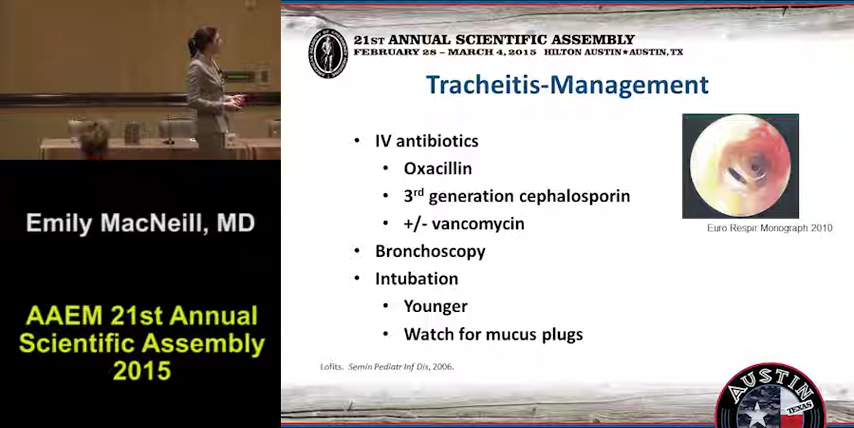 21ST ANNUAL SCIENTIFIC ASSEMBLY
FEBRUARY 28 – MARCH 4, 2015 HILTON AUSTIN★AUSTIN, TX
Tracheitis-Management
• IV antibiotics
• Oxacillin
• 3rd generation cephalosporin
• +/- vancomycin
• Bronchoscopy
• Intubation
• Younger
• Watch for mucus plugs
Euro Respir Monograph 2010
Lofits. Semin Pediatr Inf Dis, 2006.
Emily MacNeill, MD
AAEM 21st Annual
Scientific Assembly
2015
AUSTIN
TEXAS